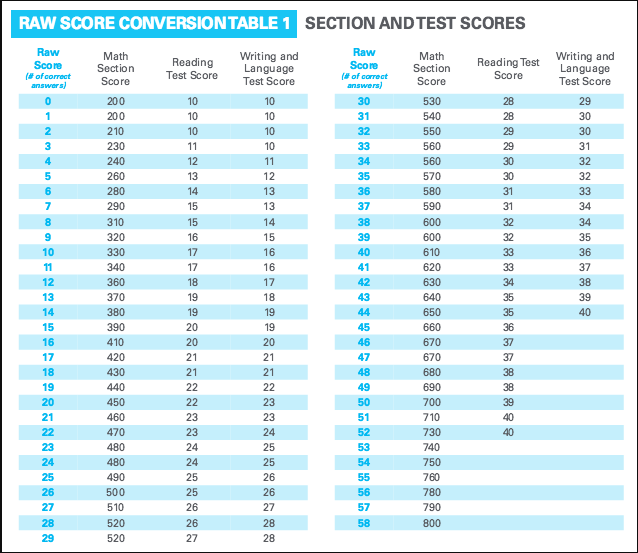 RAW SCORE CONVERSION TABLE 1 SECTION AND TEST SCORES
Raw Score (# of correct answers) Math Section Score Reading Test Score Writing and Language Test Score
0 200 10 10
1 200 10 10
2 210 10 10
3 230 11 10
4 240 12 11
5 260 13 12
6 280 14 13
7 290 15 13
8 310 15 14
9 320 16 15
10 330 17 16
11 340 17 16
12 360 18 17
13 370 19 18
14 380 19 19
15 390 20 19
16 410 20 20
17 420 21 21
18 430 21 21
19 440 22 22
20 450 22 23
21 460 23 23
22 470 23 24
23 480 24 25
24 480 24 25
25 490 25 26
26 500 25 26
27 510 26 27
28 520 26 28
29 520 27 28
Raw Score (# of correct answers) Math Section Score Reading Test Score Writing and Language Test Score
30 530 28 29
31 540 28 30
32 550 29 30
33 560 29 31
34 560 30 32
35 570 30 32
36 580 31 33
37 590 31 34
38 600 32 34
39 600 32 35
40 610 33 36
41 620 33 37
42 630 34 38
43 640 35 39
44 650 35 40
45 660 36
46 670 37
47 670 37
48 680 38
49 690 38
50 700 39
51 710 40
52 730 40
53 740
54 750
55 760
56 780
57 790
58 800